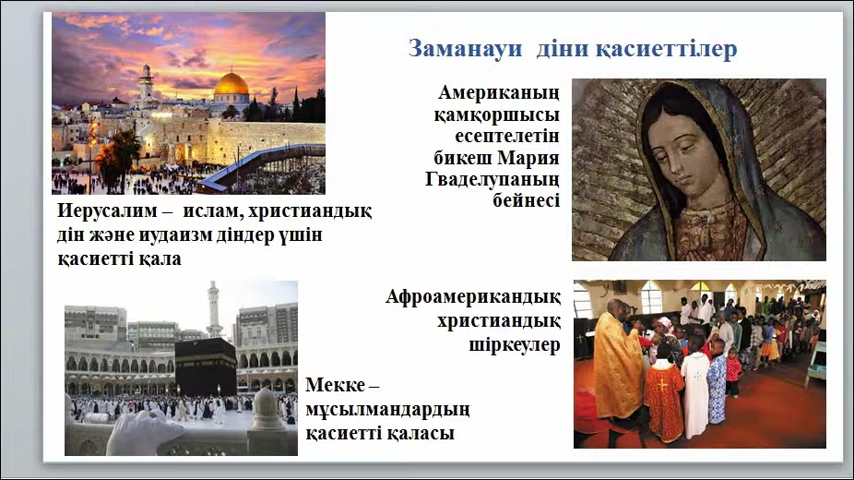 Заманауи діни қасиеттілер
Американың
қамқоршысы
есептелетін
бикеш Мария
Гваделупаның
бейнесі
Иерусалим – ислам, христиандық
дін және иудаизм діндер үшін
қасиетті қала
Афроамерикандық
христиандық
шіркеулер
Мекке –
мұсылмандардың
қасиетті қаласы